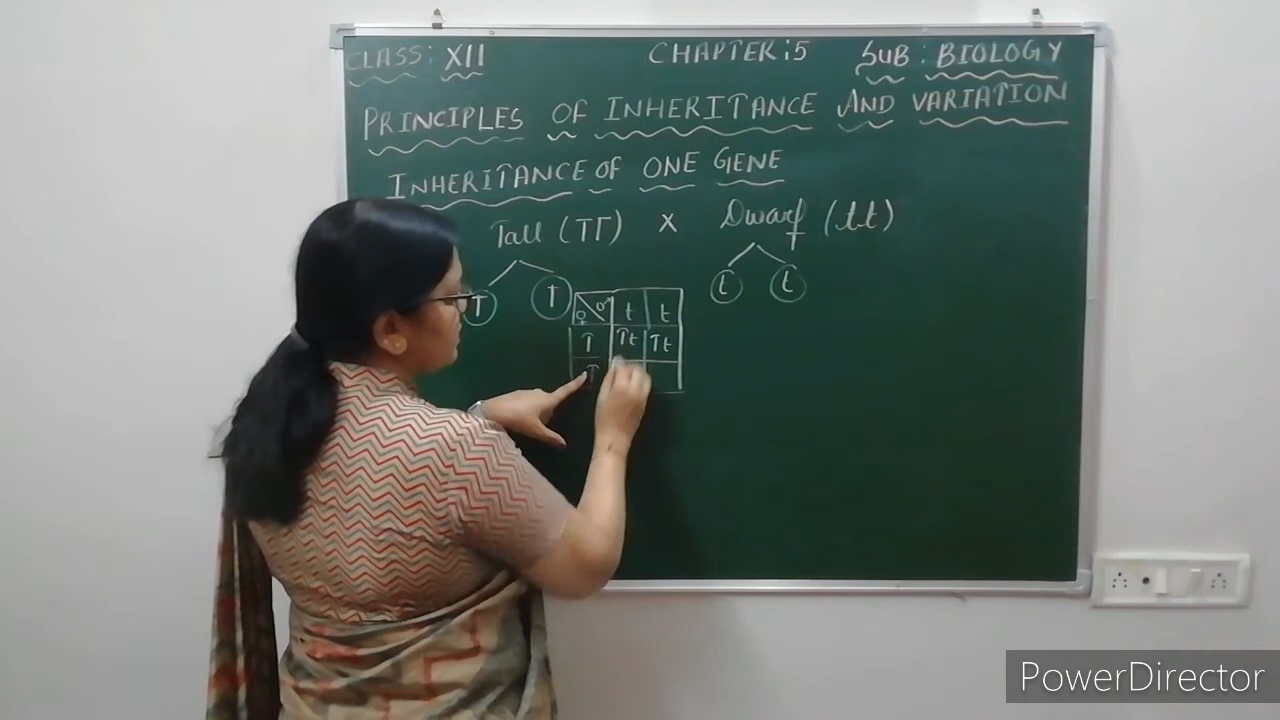 CLASS: XII CHAPTER:5 SUB: BIOLOGY
PRINCIPLES OF INHERITANCE AND VARIATION
INHERITANCE OF ONE GENE
Tall (TT) x Dwarf (tt)
T T t t
♀ ♂ t t
T Tt Tt
T
PowerDirector